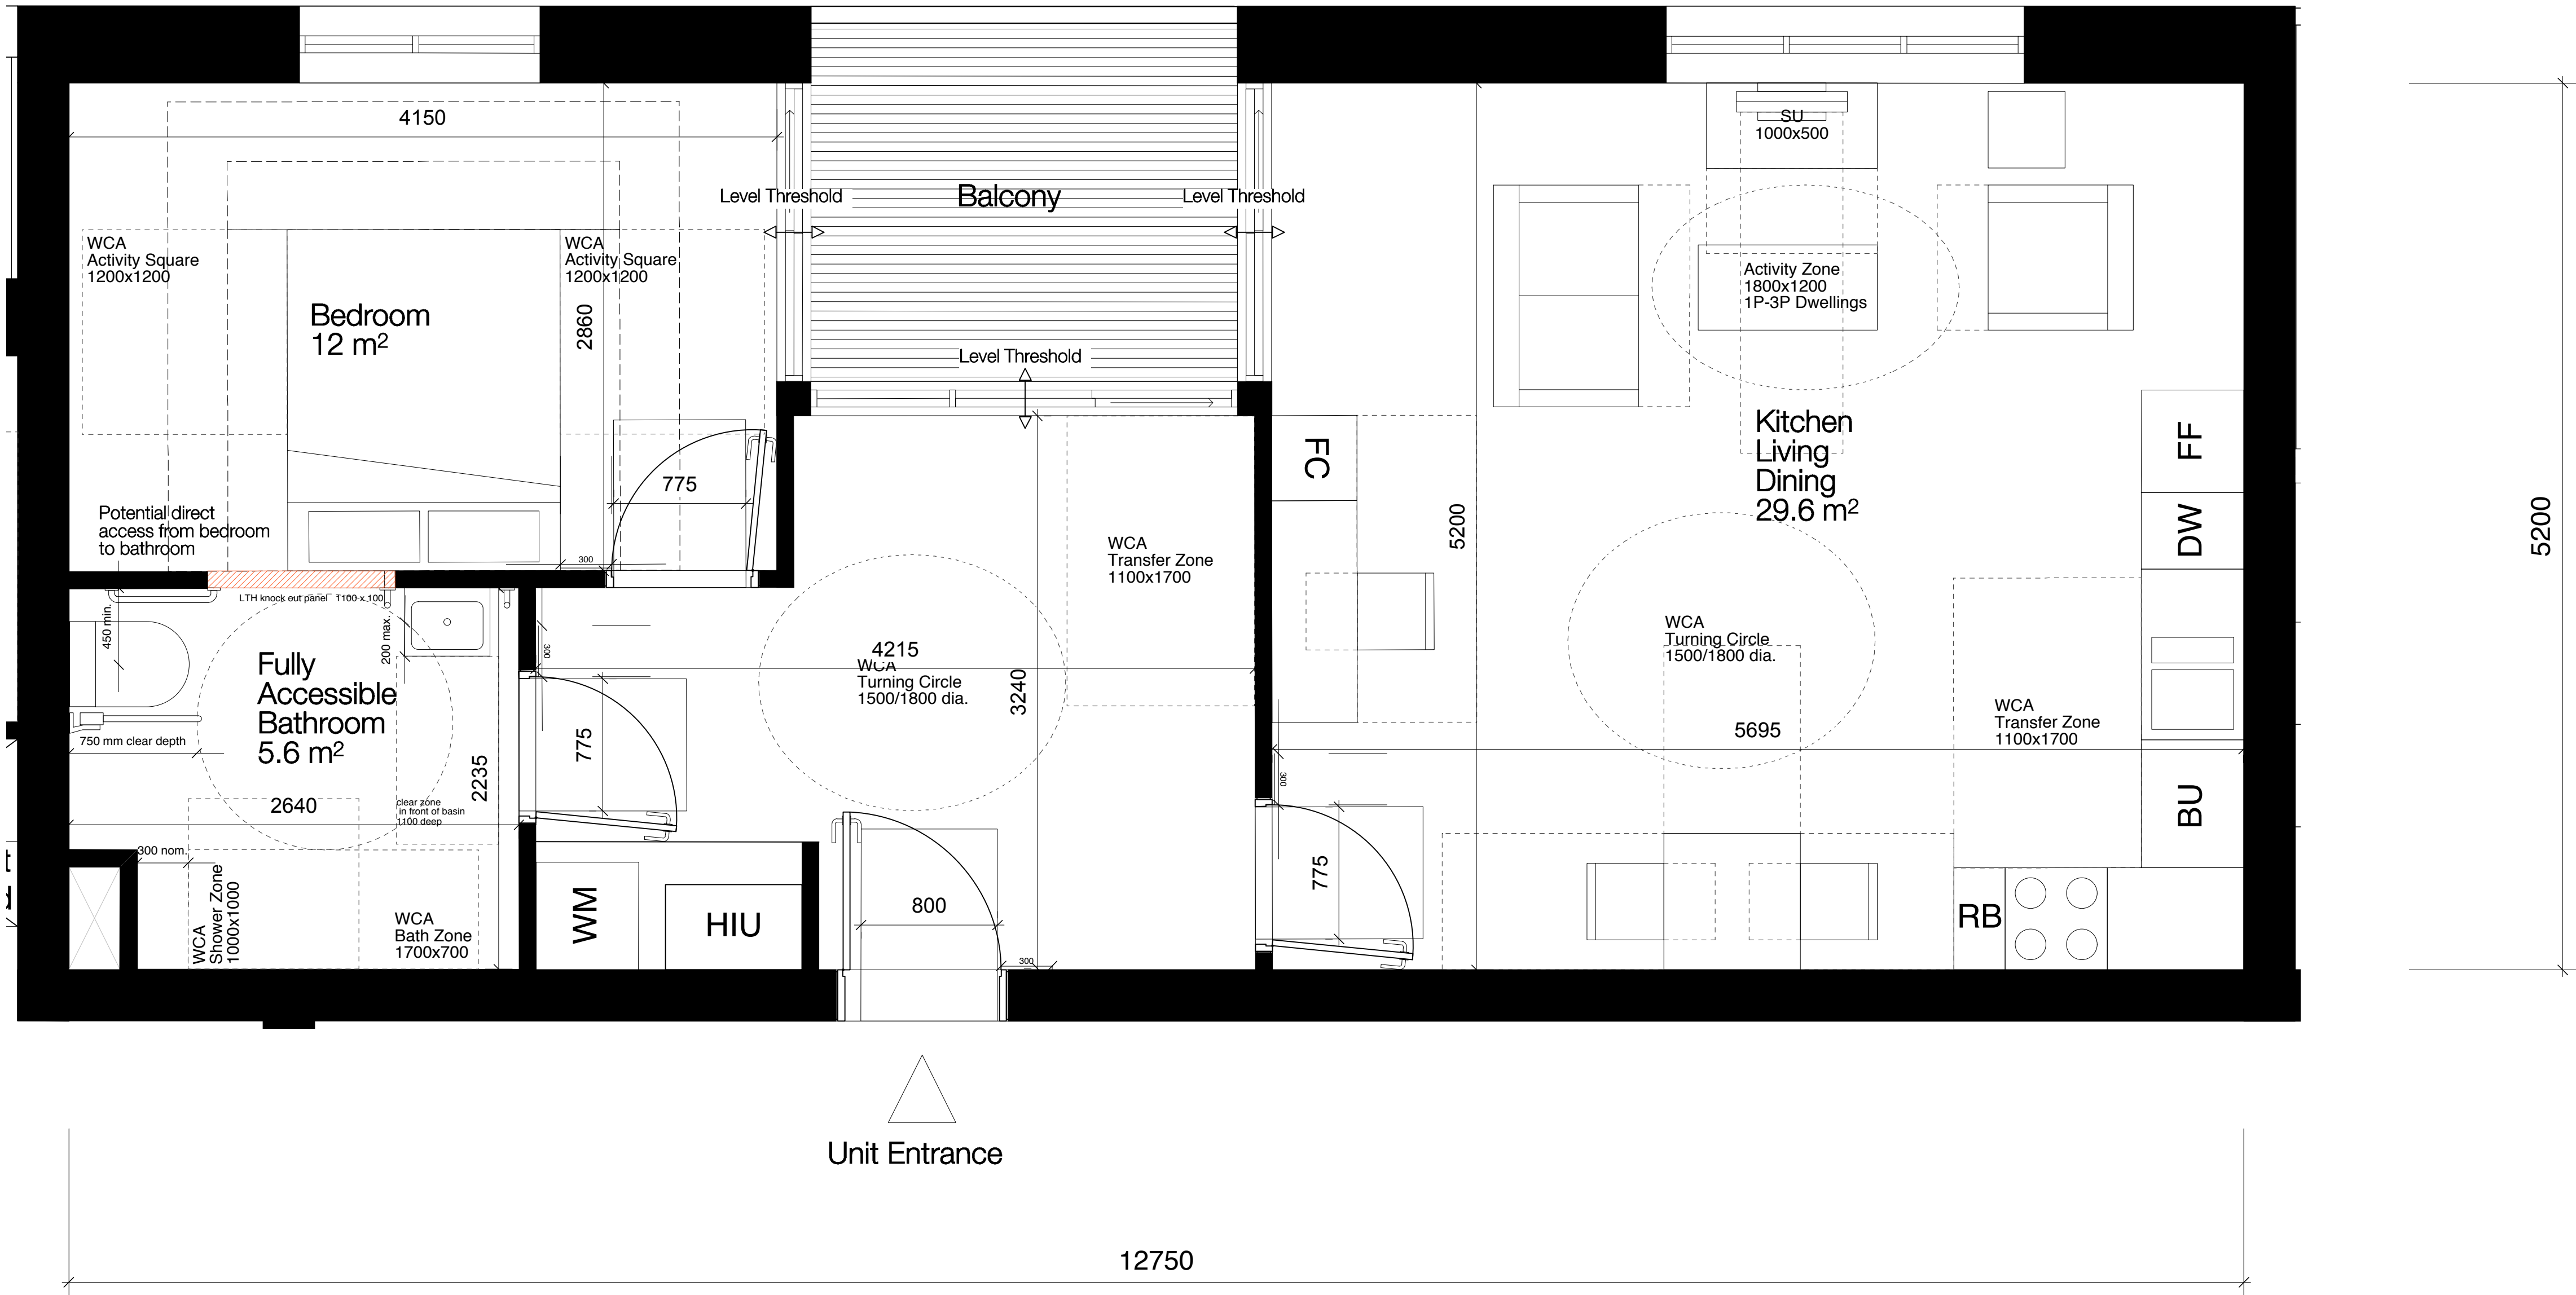 4150
SU
1000x500
Level Threshold
Balcony
Level Threshold
WCA
Activity Square
1200x1200
WCA
Activity Square
1200x1200
Activity Zone
1800x1200
1P-3P Dwellings
Bedroom
12 m²
2860
Level Threshold
FC
Kitchen
Living
Dining
29.6 m²
FF
775
Potential direct
access from bedroom
to bathroom
5200
DW
5200
300
WCA
Transfer Zone
1100x1700
LTH knock out panel 1100 x 100
450 min.
200 max.
300
4215
WCA
Turning Circle
1500/1800 dia.
3240
WCA
Turning Circle
1500/1800 dia.
Fully
Accessible
Bathroom
5.6 m²
750 mm clear depth
775
2235
WCA
Transfer Zone
1100x1700
5695
300
2640
clear zone
in front of basin
1100 deep
BU
300 nom.
775
WCA
Shower Zone
1000x1000
WCA
Bath Zone
1700x700
WM
HIU
800
RB
300
Unit Entrance
12750